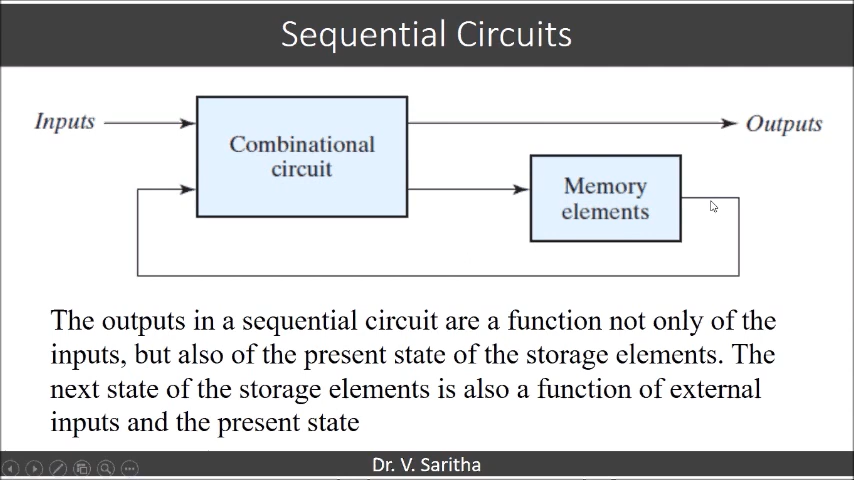 Sequential Circuits
Inputs
Combinational
circuit
Outputs
Memory
elements
The outputs in a sequential circuit are a function not only of the
inputs, but also of the present state of the storage elements. The
next state of the storage elements is also a function of external
inputs and the present state
Dr. V. Saritha